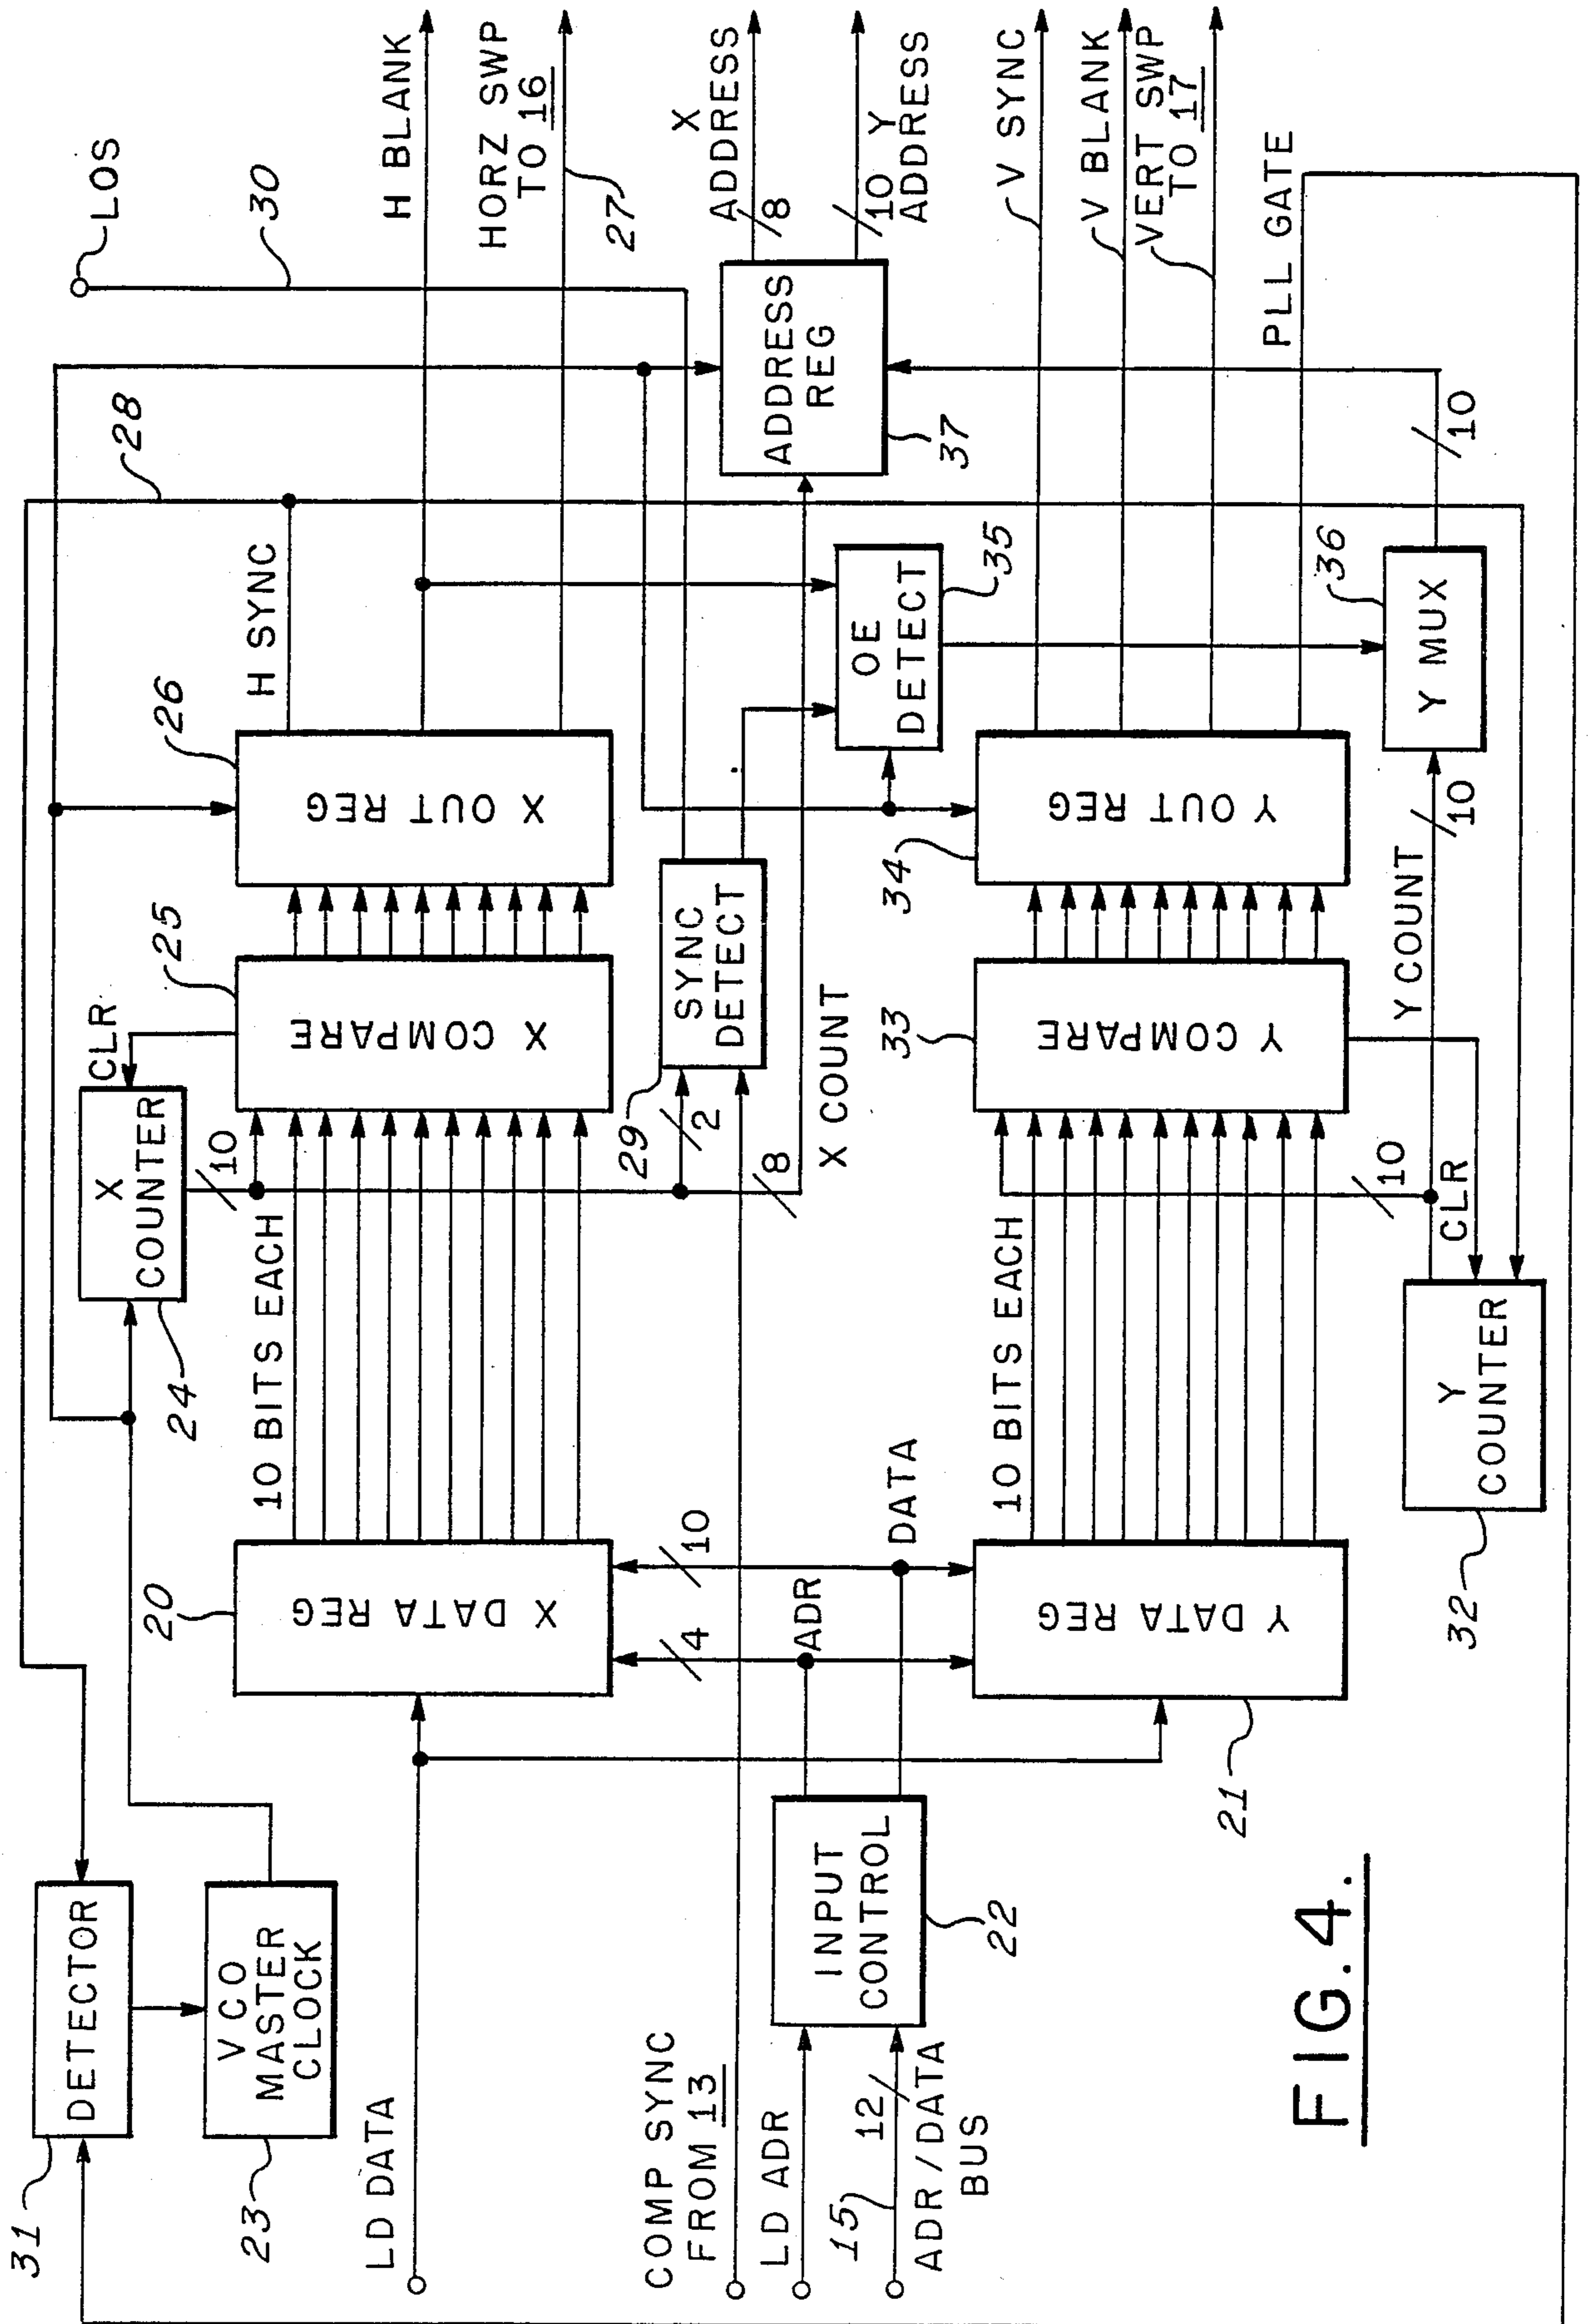 31
DETECTOR
23
VCO
MASTER
CLOCK
LD DATA
COMP SYNC
FROM 13
LD ADR
15
12
ADR/DATA
BUS
INPUT
CONTROL
22
20
X DATA REG
4
10
ADR
DATA
Y DATA REG
21
24
X
COUNTER
CLR
10
10 BITS EACH
25
X COMPARE
26
X OUT REG
H SYNC
28
LOS
30
H BLANK
HORZ SWP
TO 16
27
29
SYNC
DETECT
2
8
X COUNT
OE
DETECT
35
ADDRESS
REG
37
X
ADDRESS
8
10
Y
ADDRESS
10 BITS EACH
33
Y COMPARE
34
Y OUT REG
V SYNC
V BLANK
VERT SWP
TO 17
PLL GATE
10
CLR
Y COUNT
10
Y
COUNTER
32
Y MUX
36
10
FIG. 4.